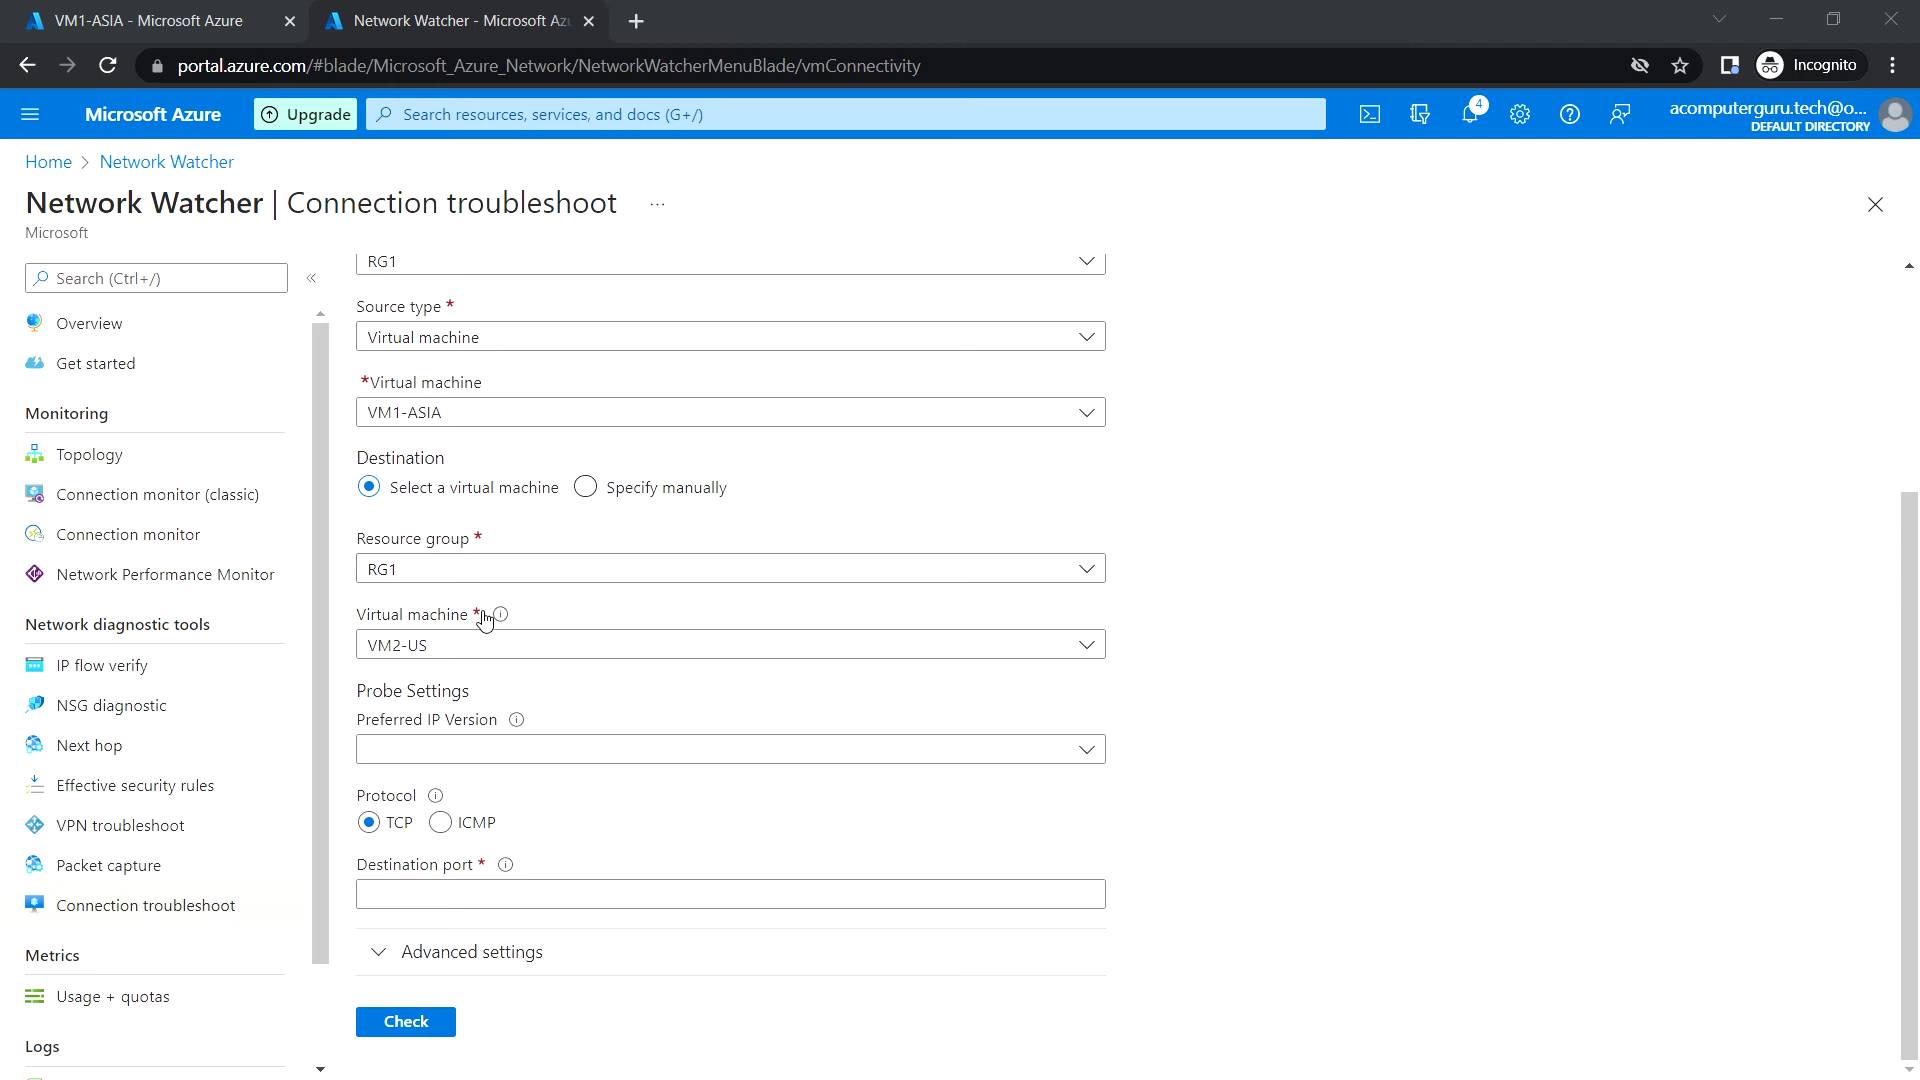 VM1-ASIA - Microsoft Azure
Network Watcher - Microsoft Az
portal.azure.com/#blade/Microsoft_Azure_Network/NetworkWatcherMenuBlade/vmConnectivity
Incognito
Microsoft Azure
Upgrade
Search resources, services, and docs (G+/)
4
acomputerguru.tech@o...
DEFAULT DIRECTORY
Home > Network Watcher
Network Watcher | Connection troubleshoot ...
Microsoft
Search (Ctrl+/)
«
Overview
Get started
Monitoring
Topology
Connection monitor (classic)
Connection monitor
Network Performance Monitor
Network diagnostic tools
IP flow verify
NSG diagnostic
Next hop
Effective security rules
VPN troubleshoot
Packet capture
Connection troubleshoot
Metrics
Usage + quotas
Logs
RG1
Source type *
Virtual machine
*Virtual machine
VM1-ASIA
Destination
Select a virtual machine
Specify manually
Resource group *
RG1
Virtual machine *
VM2-US
Probe Settings
Preferred IP Version
Protocol
TCP
ICMP
Destination port *
Advanced settings
Check